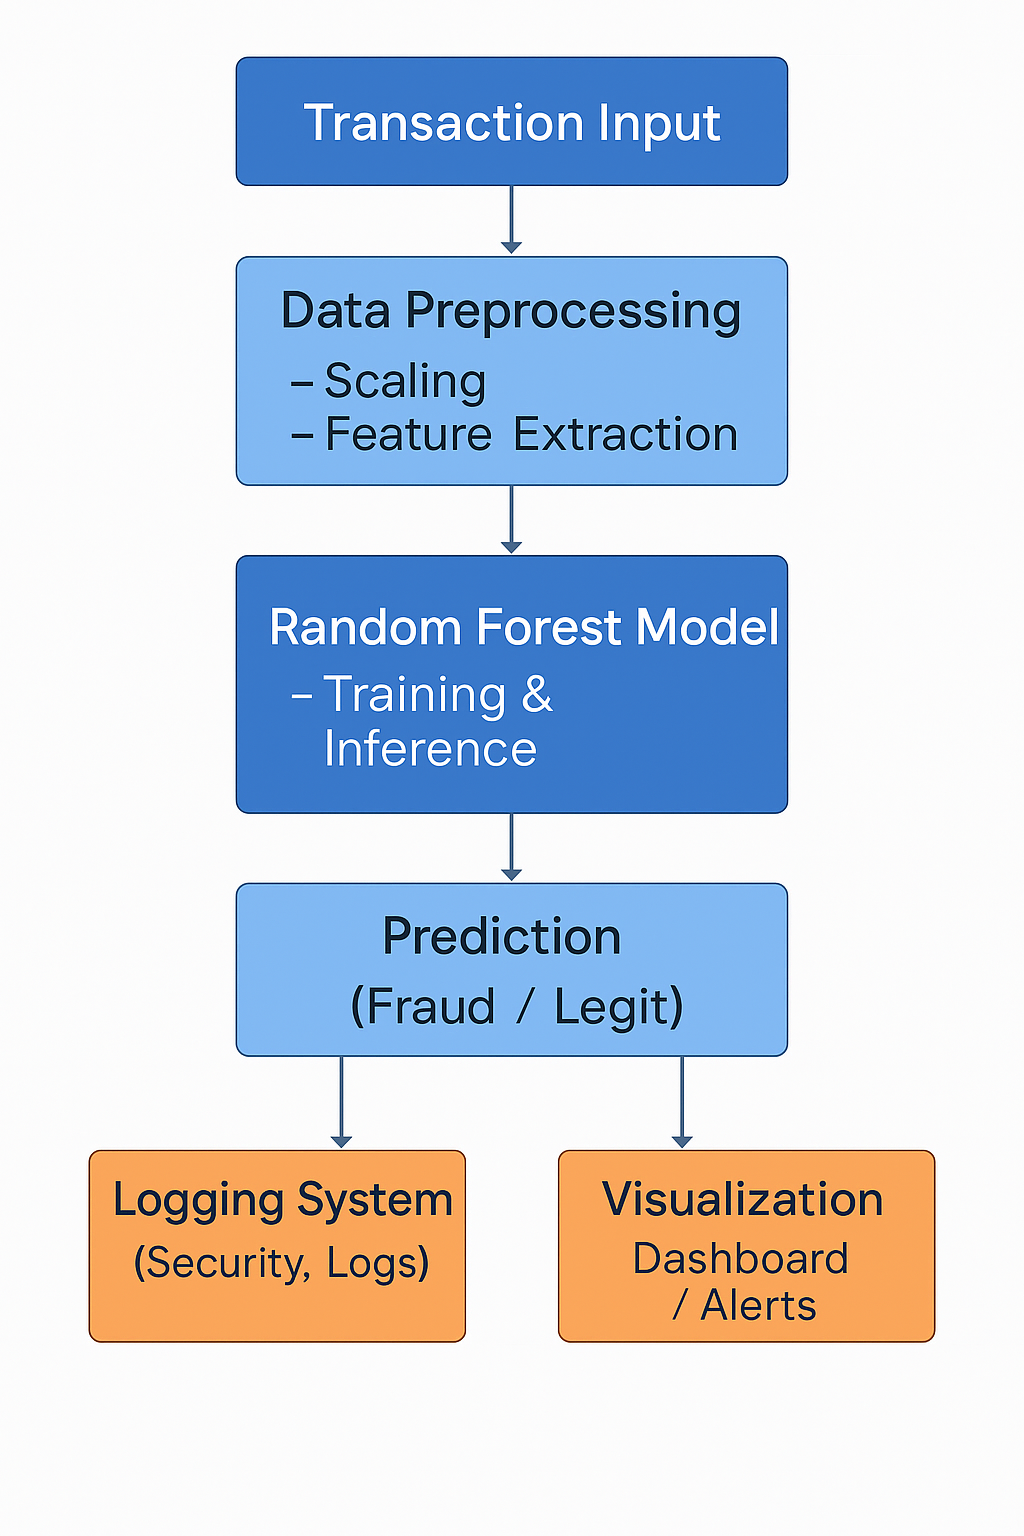 Transaction Input
Data Preprocessing
– Scaling
– Feature Extraction
Random Forest Model
– Training &
Inference
Prediction
(Fraud / Legit)
Logging System
(Security, Logs)
Visualization
Dashboard
/ Alerts